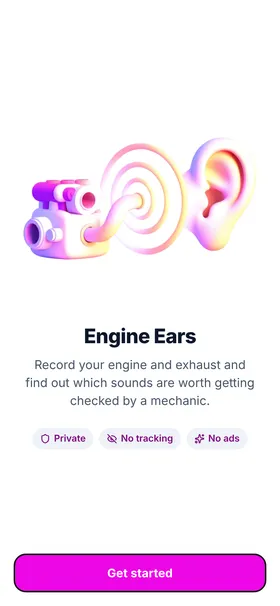 Engine Ears
Record your engine and exhaust and
find out which sounds are worth getting
checked by a mechanic.
Private
No tracking
No ads
Get started